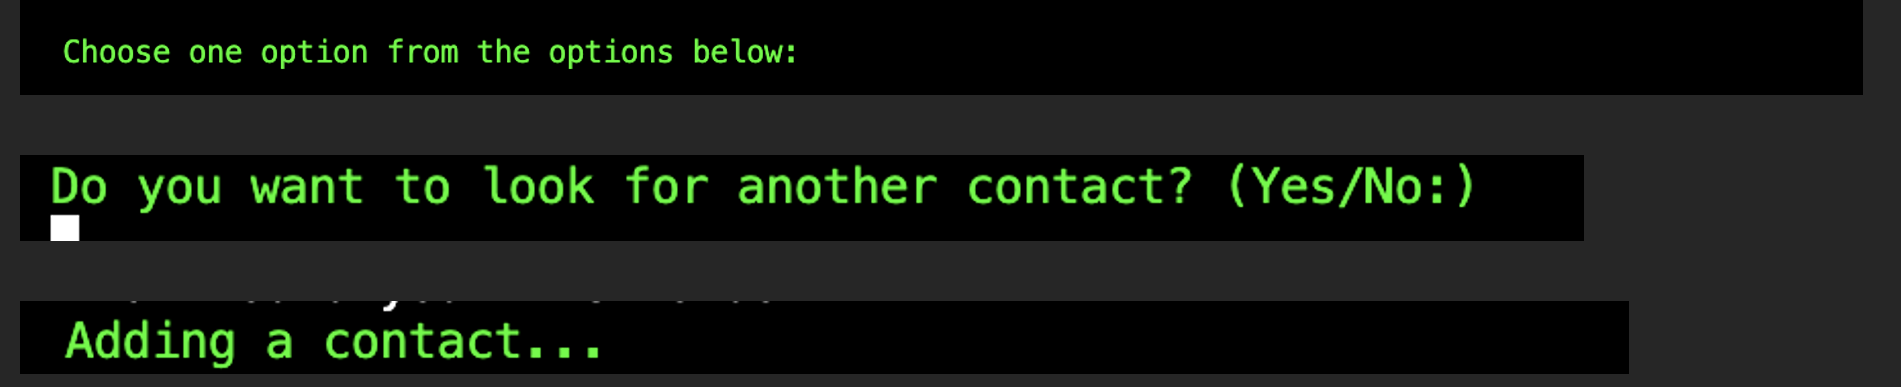 Choose one option from the options below:
Do you want to look for another contact? (Yes/No:)
Adding a contact...